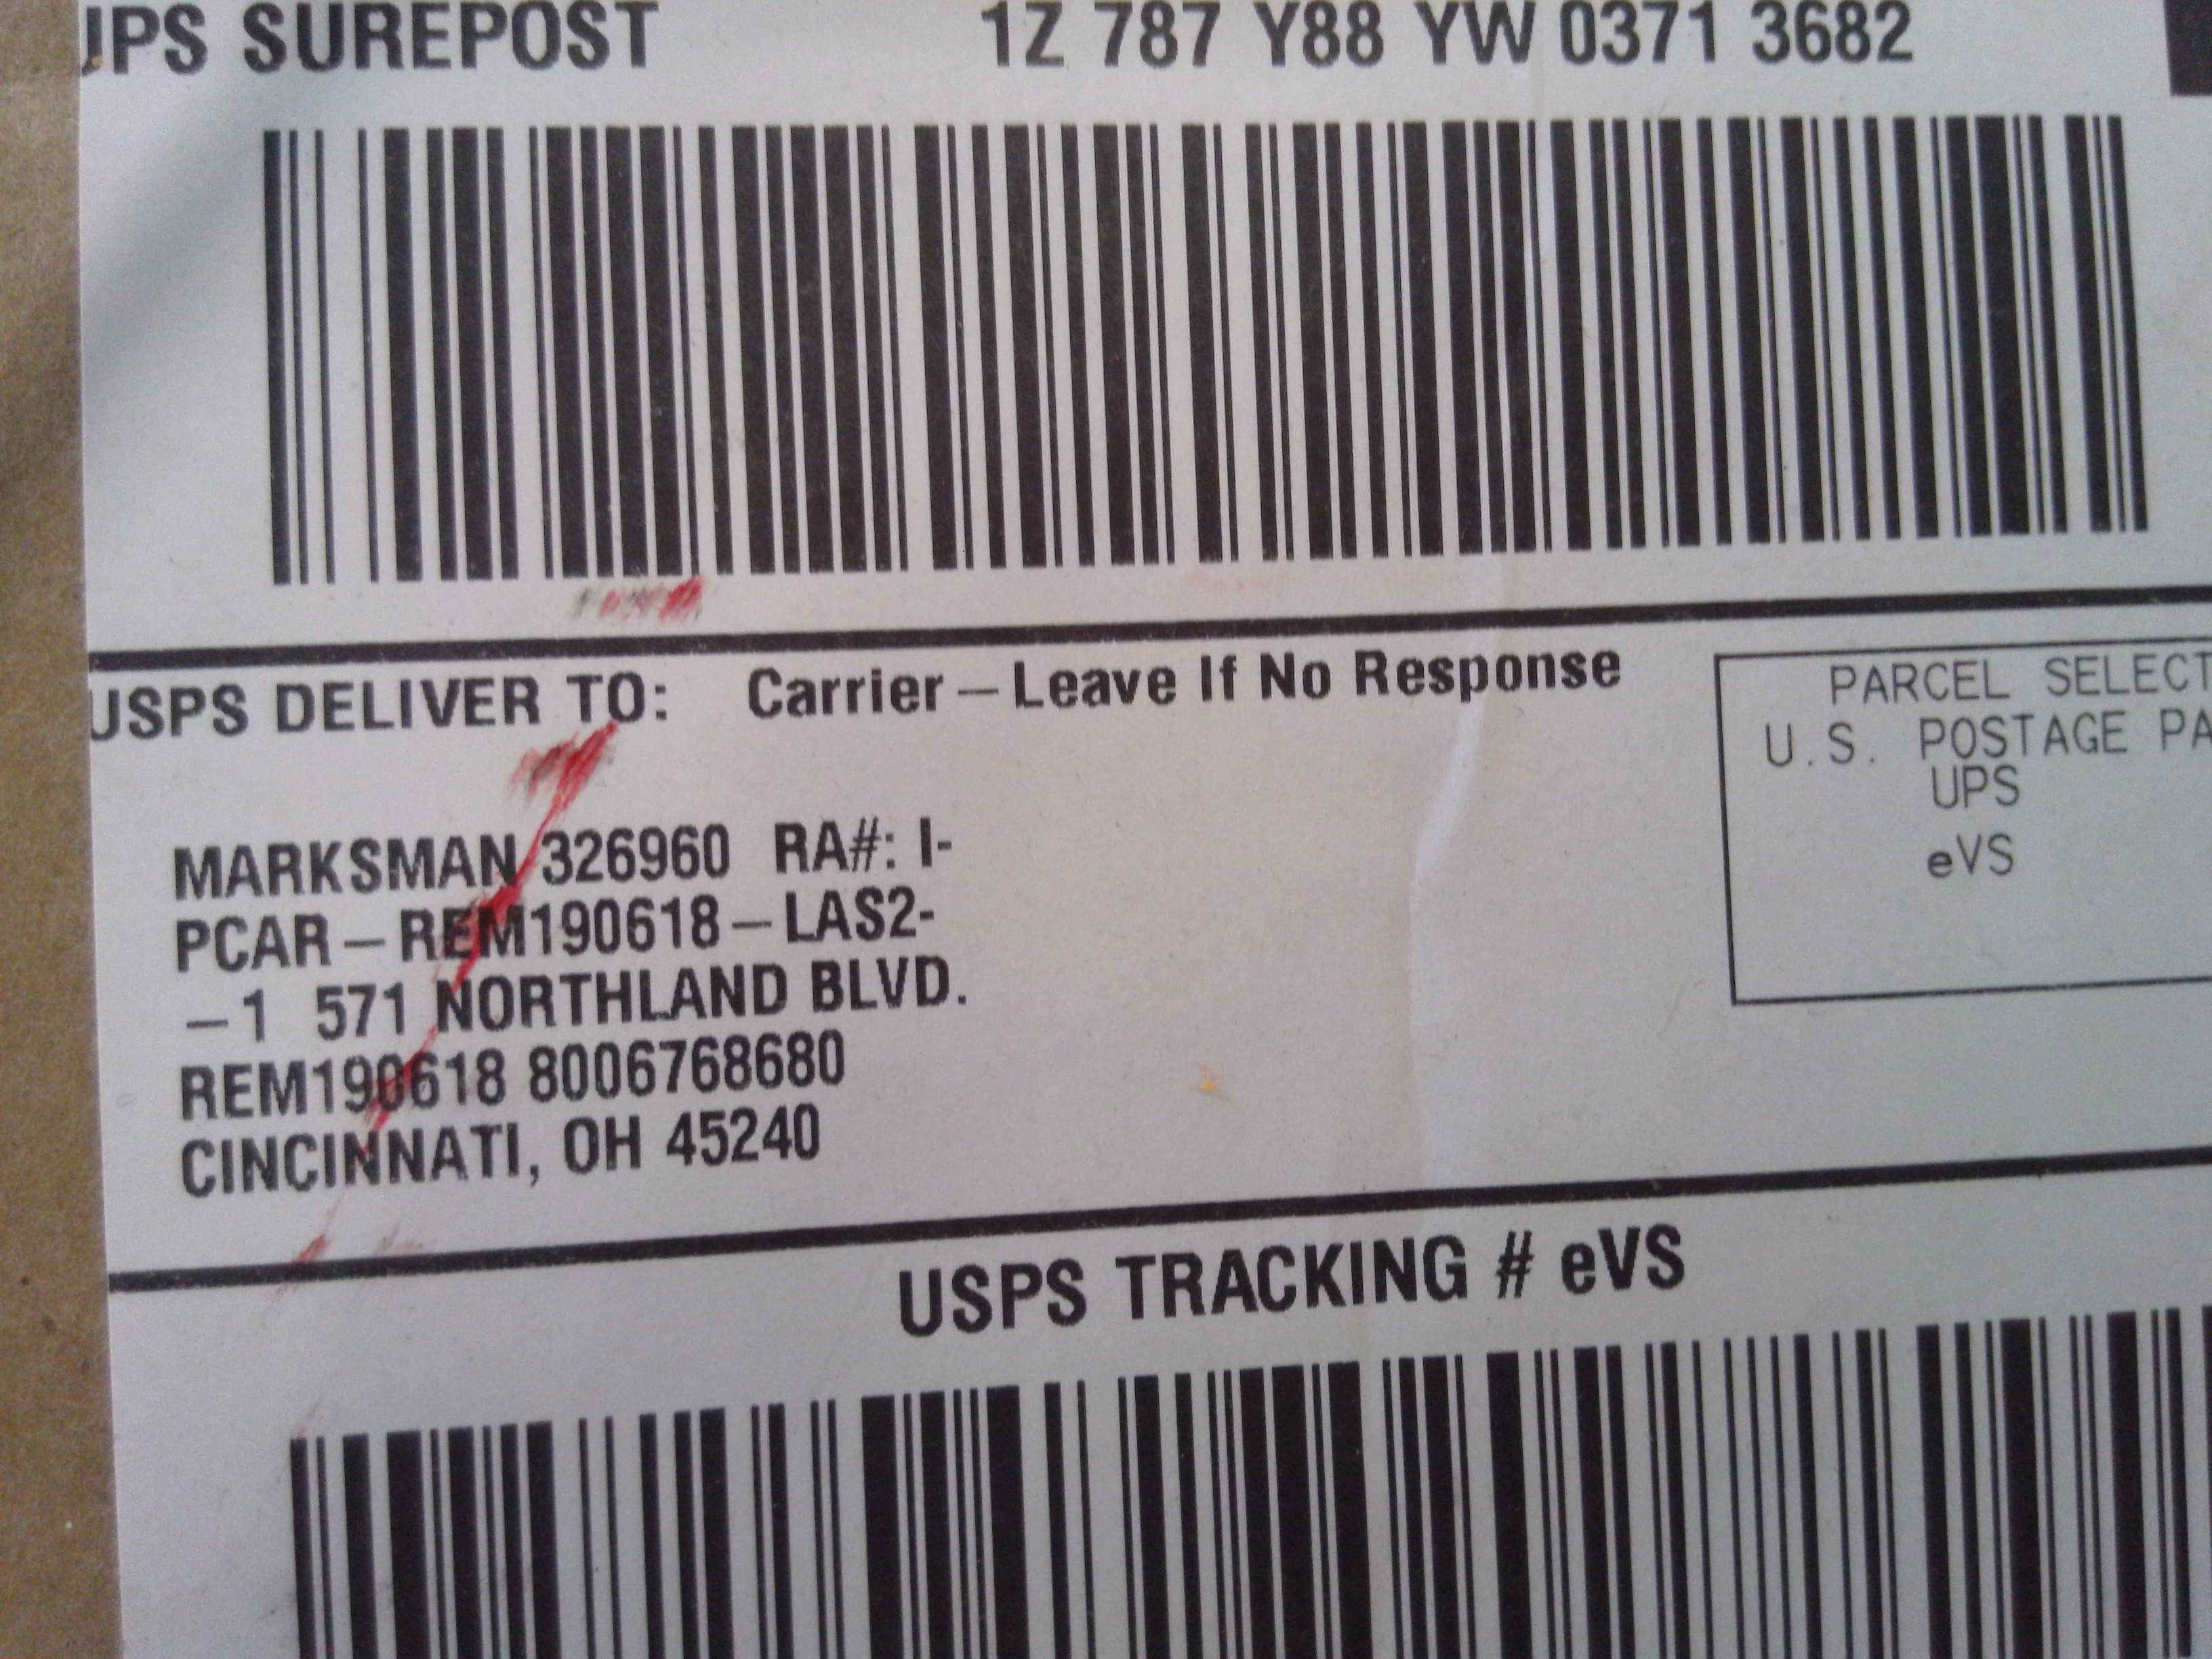 UPS SUREPOST 1Z 787 Y88 YW 0371 3682
USPS DELIVER TO: Carrier – Leave If No Response
PARCEL SELECT
U.S. POSTAGE PA
UPS
eVS
MARKSMAN 326960 RA#: I-
PCAR – REM190618 – LAS2-
– 1 571 NORTHLAND BLVD.
REM190618 8006768680
CINCINNATI, OH 45240
USPS TRACKING # eVS